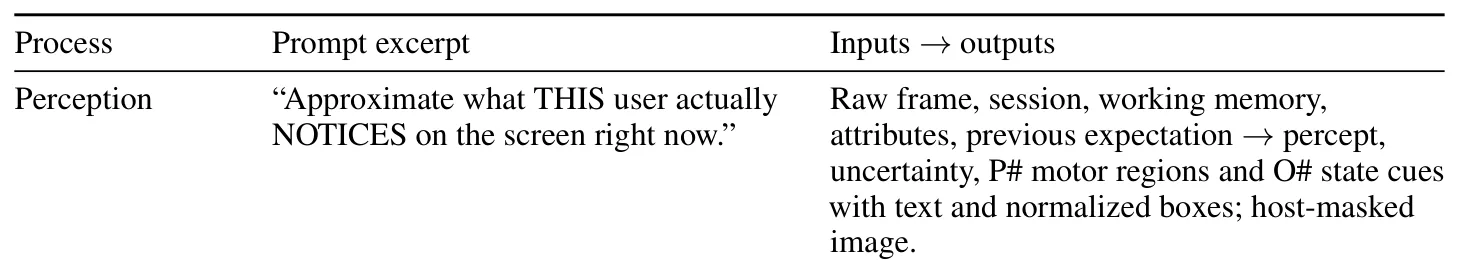 Process Prompt excerpt Inputs → outputs
Perception “Approximate what THIS user actually NOTICES on the screen right now.” Raw frame, session, working memory,
attributes, previous expectation → percept,
uncertainty, P# motor regions and O# state cues
with text and normalized boxes; host-masked
image.